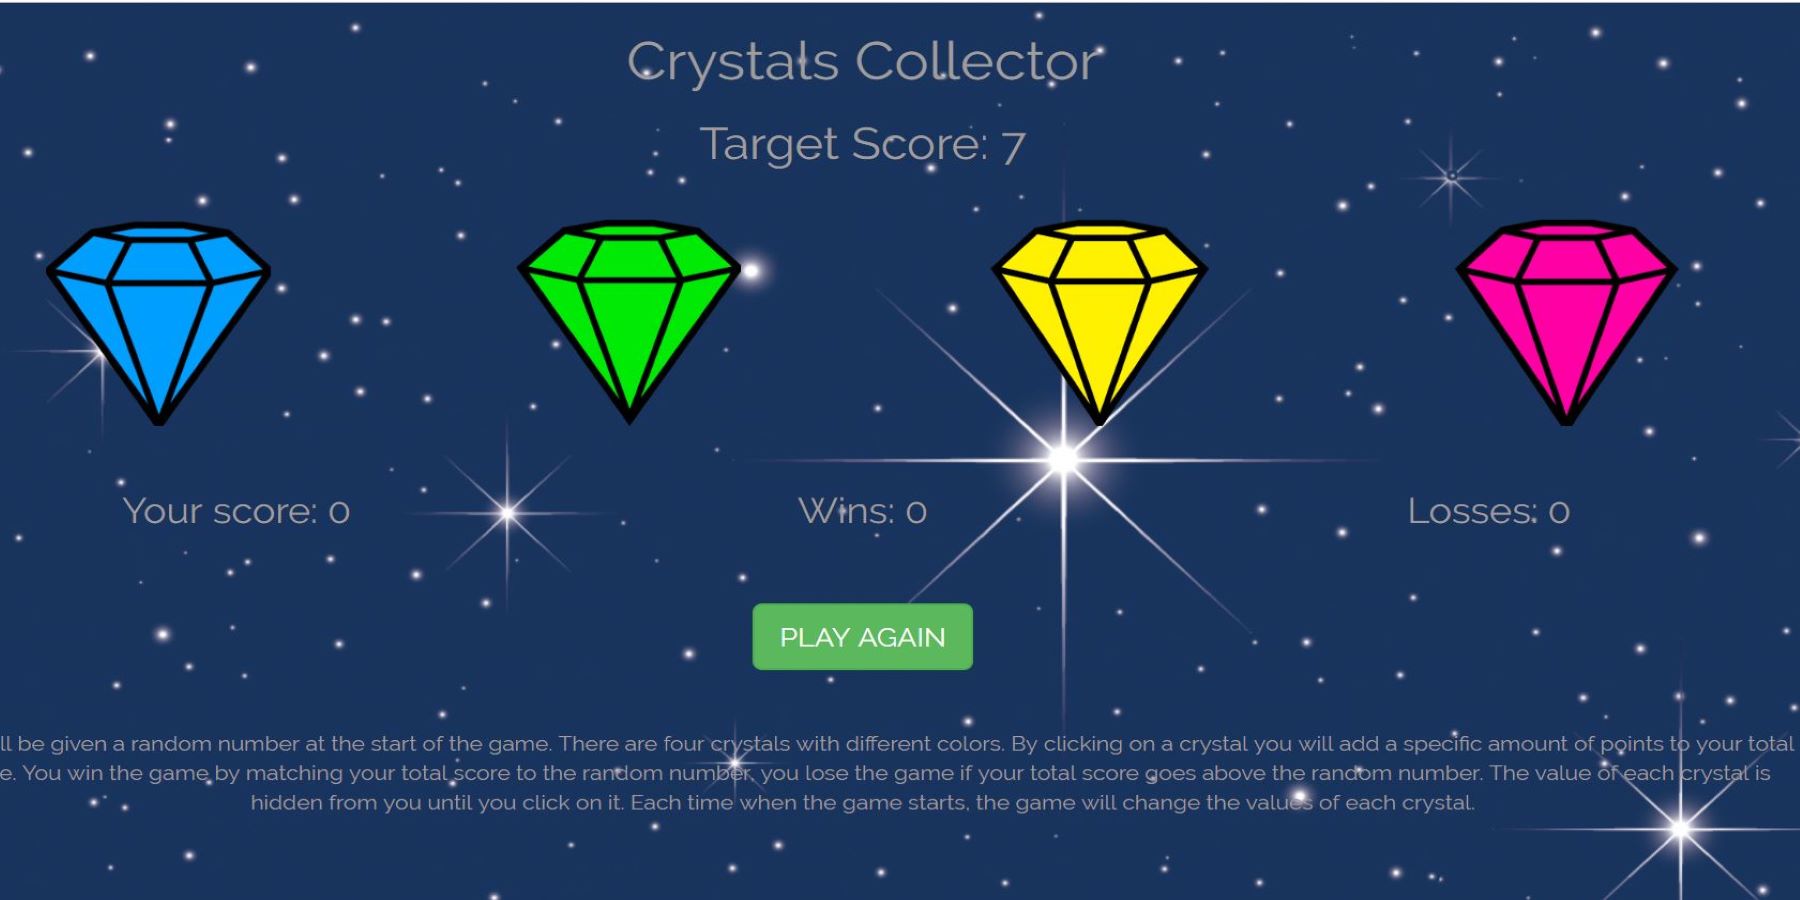 Crystals Collector
Target Score: 7
Your score: 0
Wins: 0
Losses: 0
PLAY AGAIN
ll be given a random number at the start of the game. There are four crystals with different colors. By clicking on a crystal you will add a specific amount of points to your total
e. You win the game by matching your total score to the random number, you lose the game if your total score goes above the random number. The value of each crystal is
hidden from you until you click on it. Each time when the game starts, the game will change the values of each crystal.